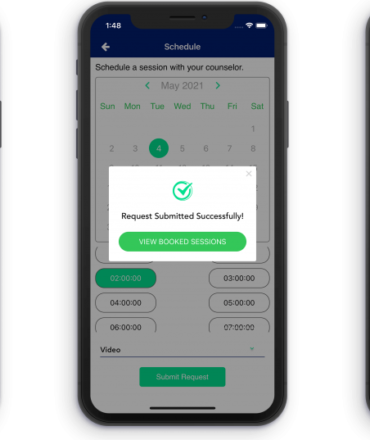 1:48
Schedule
Schedule a session with your counselor.
May 2021
Sun Mon Tue Wed Thu Fri Sat
1
2 3 4 5 6 7 8
Request Submitted Successfully!
VIEW BOOKED SESSIONS
02:00:00 03:00:00
04:00:00 05:00:00
06:00:00 07:00:00
Video
Submit Request